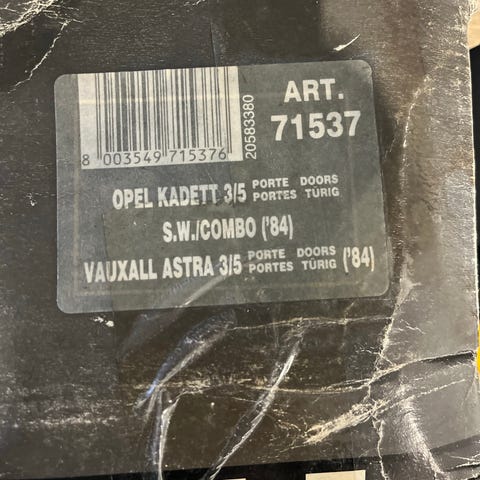 ART.
71537
20583380
8 003549 715376
OPEL KADETT 3/5 PORTE DOORS PORTES TÜRIG
S.W./COMBO ('84)
VAUXALL ASTRA 3/5 PORTE DOORS PORTES TÜRIG ('84)